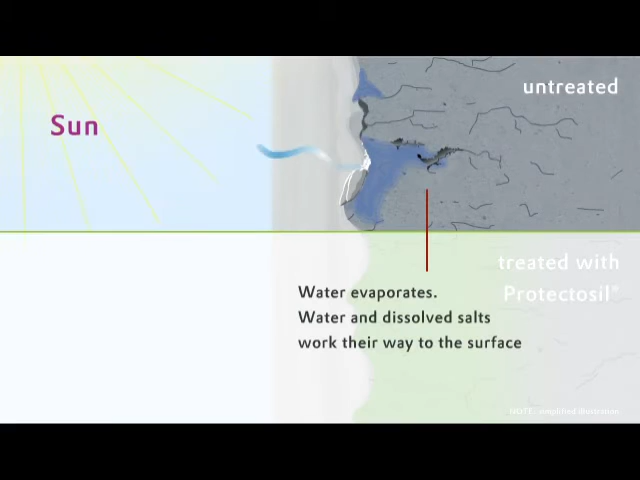 untreated
Sun
treated with
Protectosil®
Water evaporates.
Water and dissolved salts
work their way to the surface
NOTE: simplified illustration.